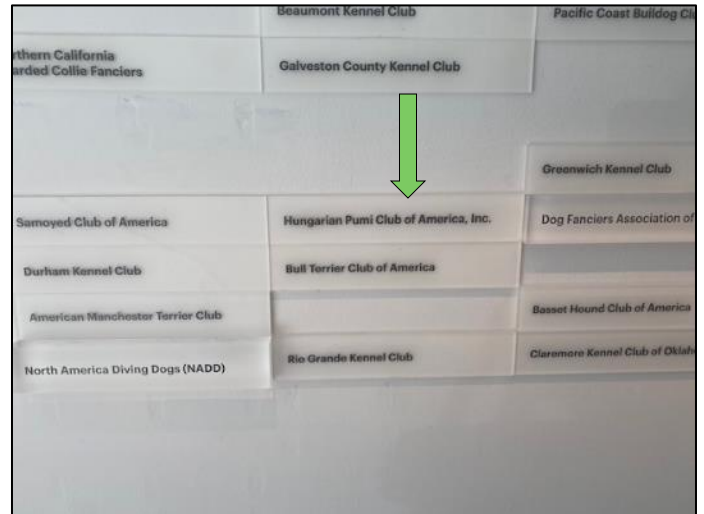 Beaumont Kennel Club
Pacific Coast Bulldog
thern California
arded Collie Fanciers
Galveston County Kennel Club
Greenwich Kennel Club
Samoyed Club of America
Hungarian Pumi Club of America, Inc.
Dog Fanciers Association of
Durham Kennel Club
Bull Terrier Club of America
American Manchester Terrier Club
Basset Hound Club of America
North America Diving Dogs (NADD)
Rio Grande Kennel Club
Claremore Kennel Club of